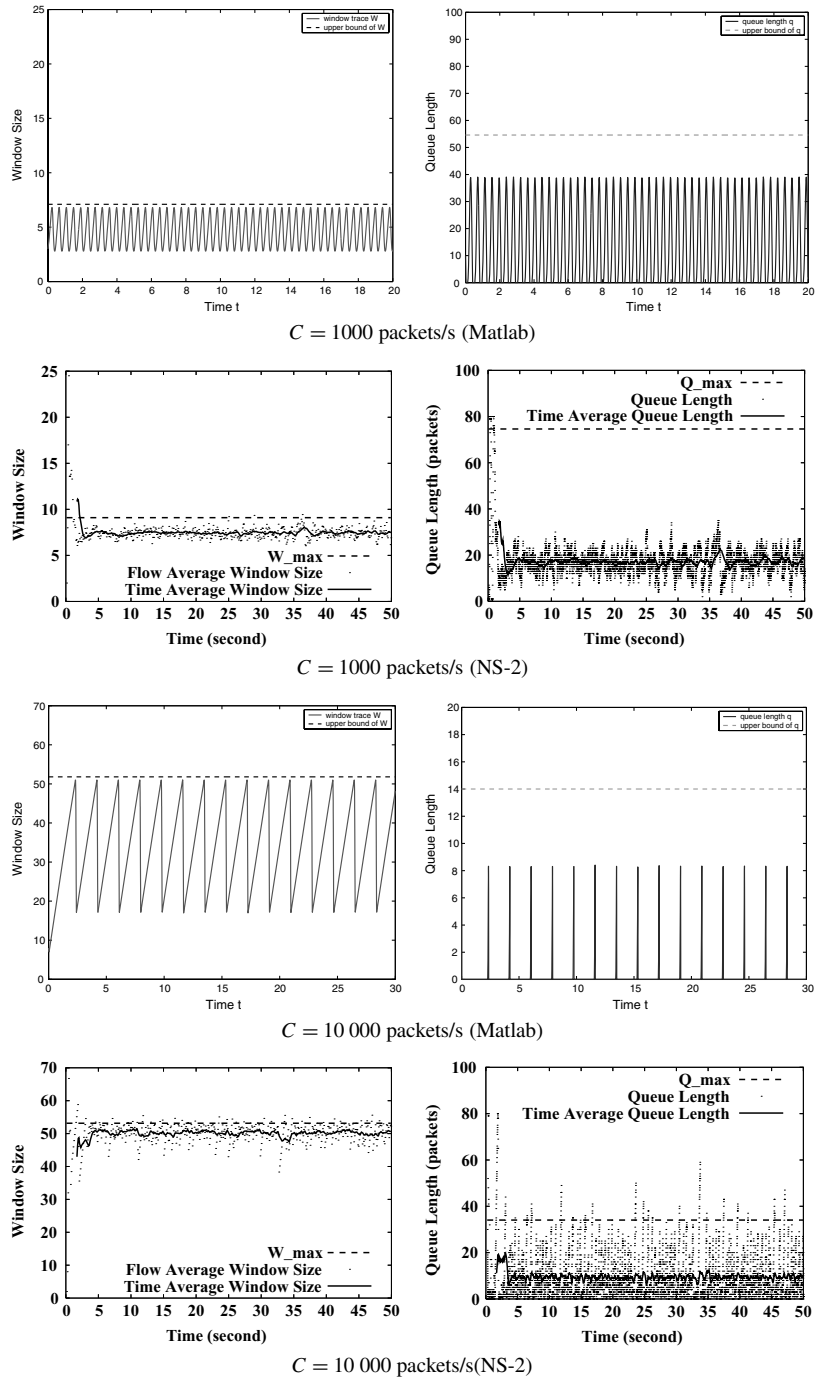 window trace W
upper bound of W
25
20
15
10
5
0
Window Size
0 2 4 6 8 10 12 14 16 18 20
Time t
queue length q
upper bound of q
100
90
80
70
60
50
40
30
20
10
0
Queue Length
0 2 4 6 8 10 12 14 16 18 20
Time t
C = 1000 packets/s (Matlab)
25
20
15
10
5
0
Window Size
W_max
Flow Average Window Size
Time Average Window Size
0 5 10 15 20 25 30 35 40 45 50
Time (second)
100
80
60
40
20
0
Queue Length (packets)
Q_max
Queue Length
Time Average Queue Length
0 5 10 15 20 25 30 35 40 45 50
Time (second)
C = 1000 packets/s (NS-2)
window trace W
upper bound of W
70
60
50
40
30
20
10
0
Window Size
0 5 10 15 20 25 30
Time t
queue length q
upper bound of q
20
18
16
14
12
10
8
6
4
2
0
Queue Length
0 5 10 15 20 25 30
Time t
C = 10 000 packets/s (Matlab)
70
60
50
40
30
20
10
0
Window Size
W_max
Flow Average Window Size
Time Average Window Size
0 5 10 15 20 25 30 35 40 45 50
Time (second)
100
80
60
40
20
0
Queue Length (packets)
Q_max
Queue Length
Time Average Queue Length
0 5 10 15 20 25 30 35 40 45 50
Time (second)
C = 10 000 packets/s(NS-2)